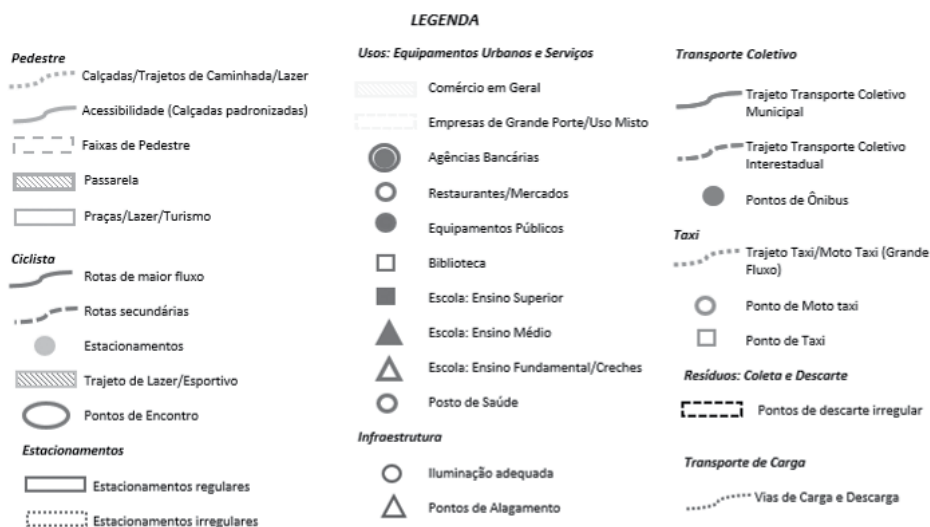 LEGENDA
Pedestre
Calçadas/Trajetos de Caminhada/Lazer
Acessibilidade (Calçadas padronizadas)
Faixas de Pedestre
Passarela
Praças/Lazer/Turismo
Ciclista
Rotas de maior fluxo
Rotas secundárias
Estacionamentos
Trajeto de Lazer/Esportivo
Pontos de Encontro
Estacionamentos
Estacionamentos regulares
Estacionamentos irregulares
Usos: Equipamentos Urbanos e Serviços
Comércio em Geral
Empresas de Grande Porte/Uso Misto
Agências Bancárias
Restaurantes/Mercados
Equipamentos Públicos
Biblioteca
Escola: Ensino Superior
Escola: Ensino Médio
Escola: Ensino Fundamental/Creches
Posto de Saúde
Infraestrutura
Iluminação adequada
Pontos de Alagamento
Transporte Coletivo
Trajeto Transporte Coletivo
Municipal
Trajeto Transporte Coletivo
Interestadual
Pontos de Ônibus
Taxi
Trajeto Taxi/Moto Taxi (Grande
Fluxo)
Ponto de Moto taxi
Ponto de Taxi
Resíduos: Coleta e Descarte
Pontos de descarte irregular
Transporte de Carga
Vias de Carga e Descarga